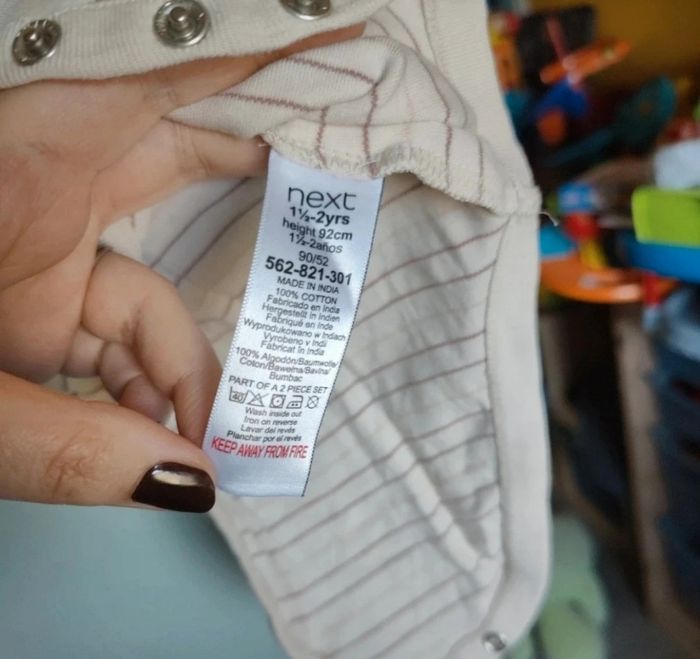 next
1½-2yrs
height 92cm
1½-2años
90/52
562-821-301
MADE IN INDIA
100% COTTON
Fabricado en India
Hergestellt in Indien
Fabriqué en Inde
Wyprodukowano w Indiach
Vyrobeno v Indii
Fabricat în India
100% Algodón/Baumwolle
Coton/Bawełna/Bavlna/
Bumbac
PART OF A 2 PIECE SET
40
Wash inside out
Iron on reverse
Lavar del revés
Planchar por el revés
KEEP AWAY FROM FIRE